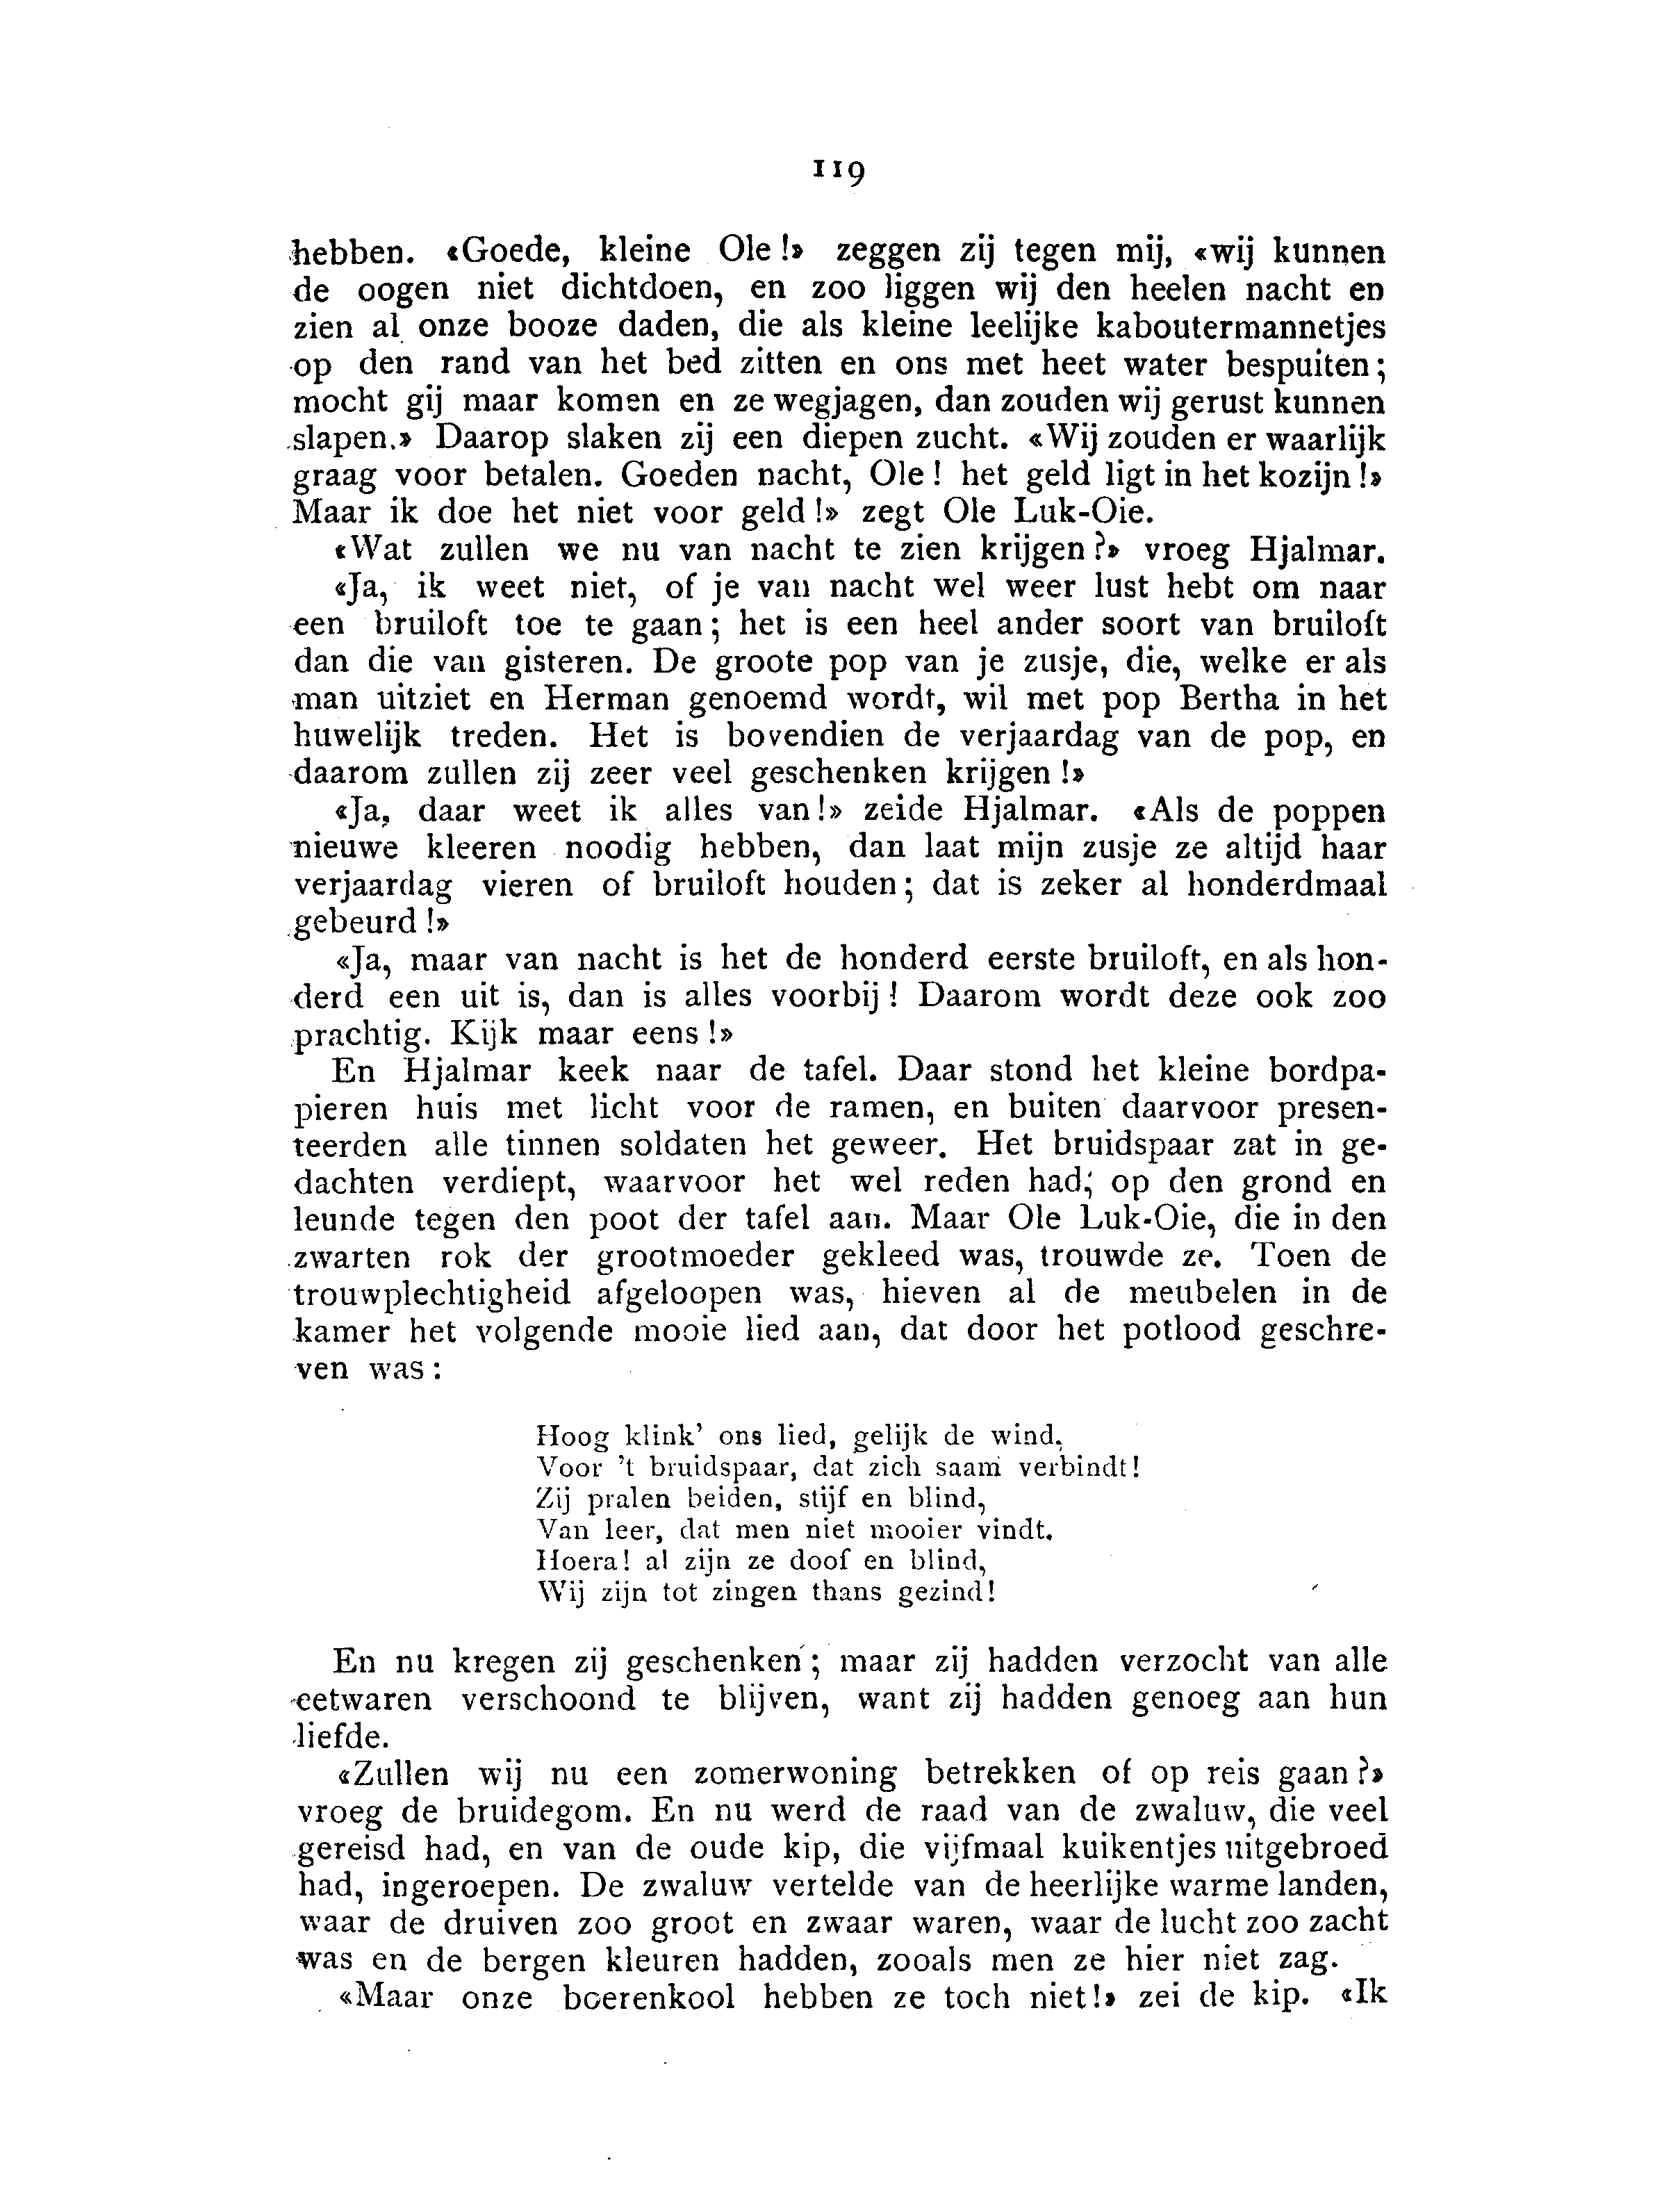 119
hebben. «Goede, kleine Ole!» zeggen zij tegen mij, «wij kunnen
de oogen niet dichtdoen, en zoo liggen wij den heelen nacht en
zien al onze booze daden, die als kleine leelijke kaboutermannetjes
op den rand van het bed zitten en ons met heet water bespuiten;
mocht gij maar komen en ze wegjagen, dan zouden wij gerust kunnen
slapen.» Daarop slaken zij een diepen zucht. «Wij zouden er waarlijk
graag voor betalen. Goeden nacht, Ole! het geld ligt in het kozijn!»
Maar ik doe het niet voor geld!» zegt Ole Luk-Oie.
«Wat zullen we nu van nacht te zien krijgen?» vroeg Hjalmar.
«Ja, ik weet niet, of je van nacht wel weer lust hebt om naar
een bruiloft toe te gaan; het is een heel ander soort van bruiloft
dan die van gisteren. De groote pop van je zusje, die, welke er als
man uitziet en Herman genoemd wordt, wil met pop Bertha in het
huwelijk treden. Het is bovendien de verjaardag van de pop, en
daarom zullen zij zeer veel geschenken krijgen!»
«Ja, daar weet ik alles van!» zeide Hjalmar. «Als de poppen
nieuwe kleeren noodig hebben, dan laat mijn zusje ze altijd haar
verjaardag vieren of bruiloft houden; dat is zeker al honderdmaal
gebeurd!»
«Ja, maar van nacht is het de honderd eerste bruiloft, en als hon-
derd een uit is, dan is alles voorbij! Daarom wordt deze ook zoo
prachtig. Kijk maar eens!»
En Hjalmar keek naar de tafel. Daar stond het kleine bordpa-
pieren huis met licht voor de ramen, en buiten daarvoor presen-
teerden alle tinnen soldaten het geweer. Het bruidspaar zat in ge-
dachten verdiept, waarvoor het wel reden had; op den grond en
leunde tegen den poot der tafel aan. Maar Ole Luk-Oie, die in den
zwarten rok der grootmoeder gekleed was, trouwde ze. Toen de
trouwplechtigheid afgeloopen was, hieven al de meubelen in de
kamer het volgende mooie lied aan, dat door het potlood geschre-
ven was:
Hoog klink' ons lied, gelijk de wind,
Voor 't bruidspaar, dat zich saam verbindt!
Zij pralen beiden, stijf en blind,
Van leer, dat men niet mooier vindt.
Hoera! al zijn ze doof en blind,
Wij zijn tot zingen thans gezind!
En nu kregen zij geschenken; maar zij hadden verzocht van alle
eetwaren verschoond te blijven, want zij hadden genoeg aan hun
liefde.
«Zullen wij nu een zomerwoning betrekken of op reis gaan?»
vroeg de bruidegom. En nu werd de raad van de zwaluw, die veel
gereisd had, en van de oude kip, die vijfmaal kuikentjes uitgebroed
had, ingeroepen. De zwaluw vertelde van de heerlijke warme landen,
waar de druiven zoo groot en zwaar waren, waar de lucht zoo zacht
was en de bergen kleuren hadden, zooals men ze hier niet zag.
«Maar onze boerenkool hebben ze toch niet!» zei de kip. «Ik